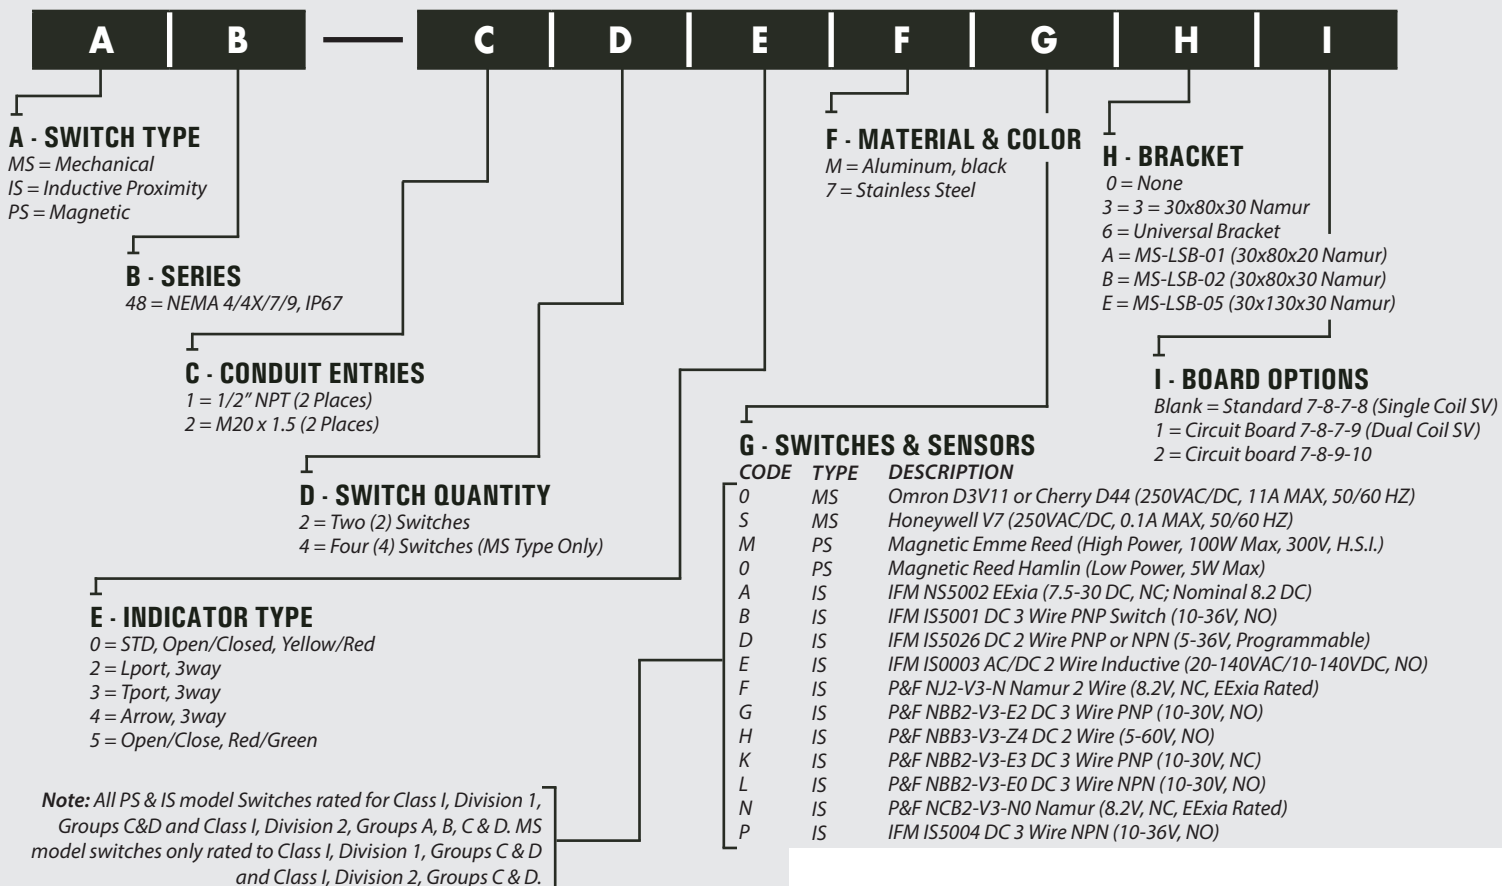 A B — C D E F G H I
A - SWITCH TYPE
MS = Mechanical
IS = Inductive Proximity
PS = Magnetic
B - SERIES
48 = NEMA 4/4X/7/9, IP67
C - CONDUIT ENTRIES
1 = 1/2” NPT (2 Places)
2 = M20 x 1.5 (2 Places)
D - SWITCH QUANTITY
2 = Two (2) Switches
4 = Four (4) Switches (MS Type Only)
E - INDICATOR TYPE
0 = STD, Open/Closed, Yellow/Red
2 = Lport, 3way
3 = Tport, 3way
4 = Arrow, 3way
5 = Open/Close, Red/Green
F - MATERIAL & COLOR
M = Aluminum, black
7 = Stainless Steel
G - SWITCHES & SENSORS
CODE TYPE DESCRIPTION
0 MS Omron D3V11 or Cherry D44 (250VAC/DC, 11A MAX, 50/60 HZ)
S MS Honeywell V7 (250VAC/DC, 0.1A MAX, 50/60 HZ)
M PS Magnetic Emme Reed (High Power, 100W Max, 300V, H.S.I.)
0 PS Magnetic Reed Hamlin (Low Power, 5W Max)
A IS IFM NS5002 EExia (7.5-30 DC, NC; Nominal 8.2 DC)
B IS IFM IS5001 DC 3 Wire PNP Switch (10-36V, NO)
D IS IFM IS5026 DC 2 Wire PNP or NPN (5-36V, Programmable)
E IS IFM IS0003 AC/DC 2 Wire Inductive (20-140VAC/10-140VDC, NO)
F IS P&F NJ2-V3-N Namur 2 Wire (8.2V, NC, EExia Rated)
G IS P&F NBB2-V3-E2 DC 3 Wire PNP (10-30V, NO)
H IS P&F NBB3-V3-Z4 DC 2 Wire (5-60V, NO)
K IS P&F NBB2-V3-E3 DC 3 Wire PNP (10-30V, NC)
L IS P&F NBB2-V3-E0 DC 3 Wire NPN (10-30V, NO)
N IS P&F NCB2-V3-N0 Namur (8.2V, NC, EExia Rated)
P IS IFM IS5004 DC 3 Wire NPN (10-36V, NO)
H - BRACKET
0 = None
3 = 3 = 30x80x30 Namur
6 = Universal Bracket
A = MS-LSB-01 (30x80x20 Namur)
B = MS-LSB-02 (30x80x30 Namur)
E = MS-LSB-05 (30x130x30 Namur)
I - BOARD OPTIONS
Blank = Standard 7-8-7-8 (Single Coil SV)
1 = Circuit Board 7-8-7-9 (Dual Coil SV)
2 = Circuit board 7-8-9-10
Note: All PS & IS model Switches rated for Class I, Division 1,
Groups C&D and Class I, Division 2, Groups A, B, C & D. MS
model switches only rated to Class I, Division 1, Groups C & D
and Class I, Division 2, Groups C & D.